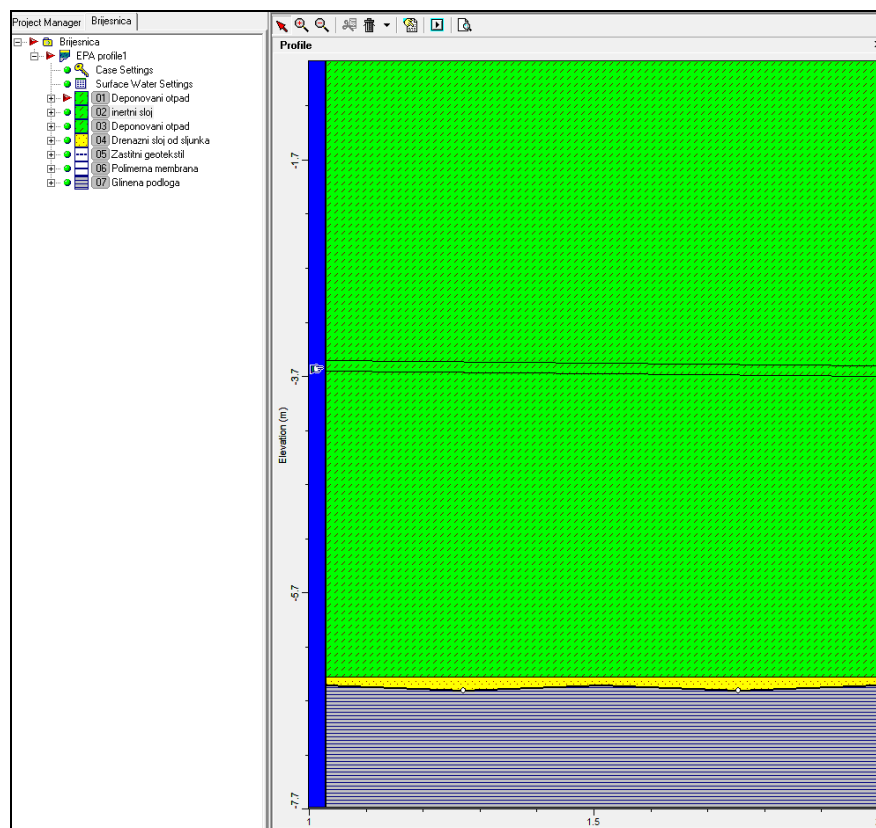 Project Manager Brijesnica
Brijesnica
EPA profile1
Case Settings
Surface Water Settings
01 Deponovani otpad
02 inertni sloj
03 Deponovani otpad
04 Drenazni sloj od sljunka
05 Zastitni geotekstil
06 Polimerna membrana
07 Glinena podloga
Profile
-1.7
-3.7
Elevation (m)
-5.7
-7.7
1
1.5